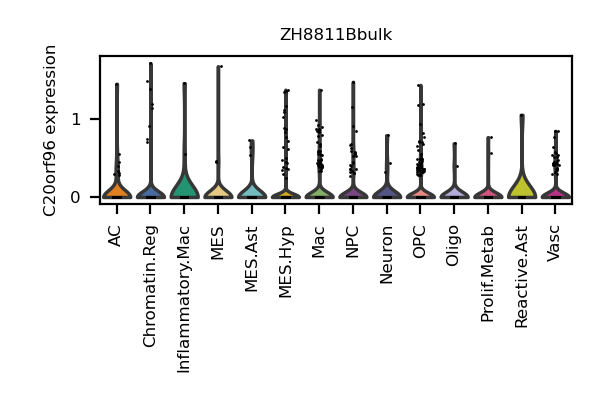 ZH8811Bbulk
C20orf96 expression
1
0
AC
Chromatin.Reg
Inflammatory.Mac
MES
MES.Ast
MES.Hyp
Mac
NPC
Neuron
OPC
Oligo
Prolif.Metab
Reactive.Ast
Vasc